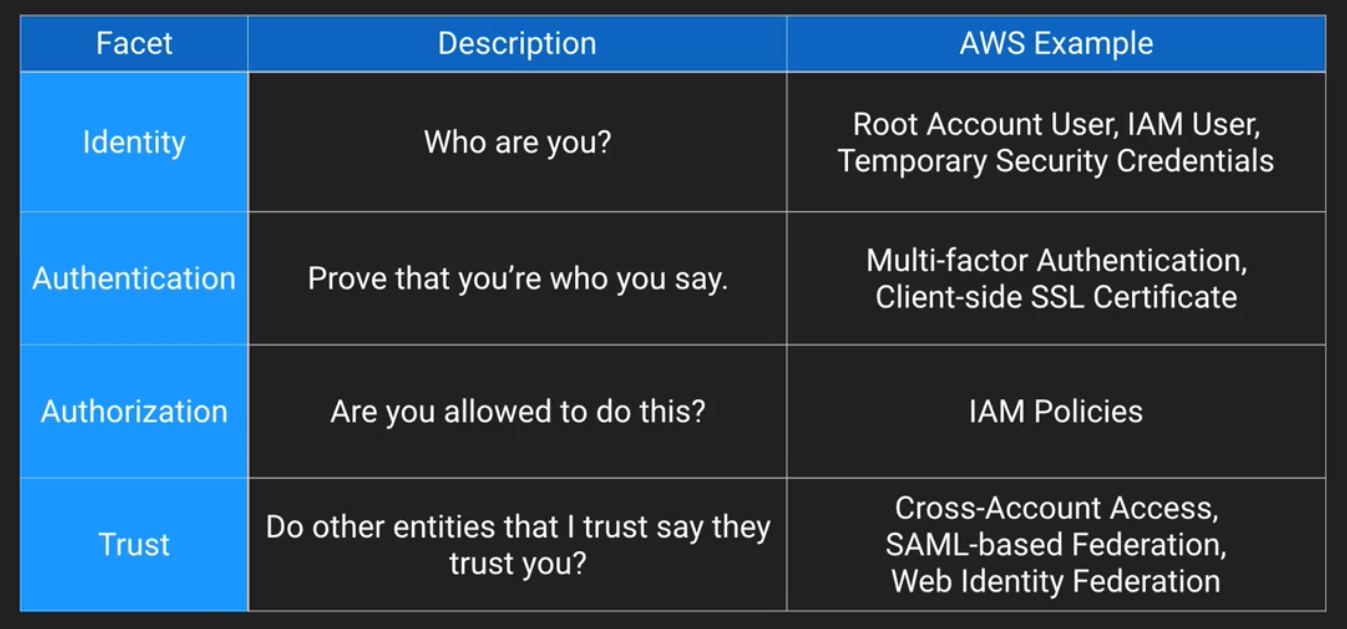 Facet
Description
AWS Example
Identity
Who are you?
Root Account User, IAM User,
Temporary Security Credentials
Authentication
Prove that you’re who you say.
Multi-factor Authentication,
Client-side SSL Certificate
Authorization
Are you allowed to do this?
IAM Policies
Trust
Do other entities that I trust say they
trust you?
Cross-Account Access,
SAML-based Federation,
Web Identity Federation